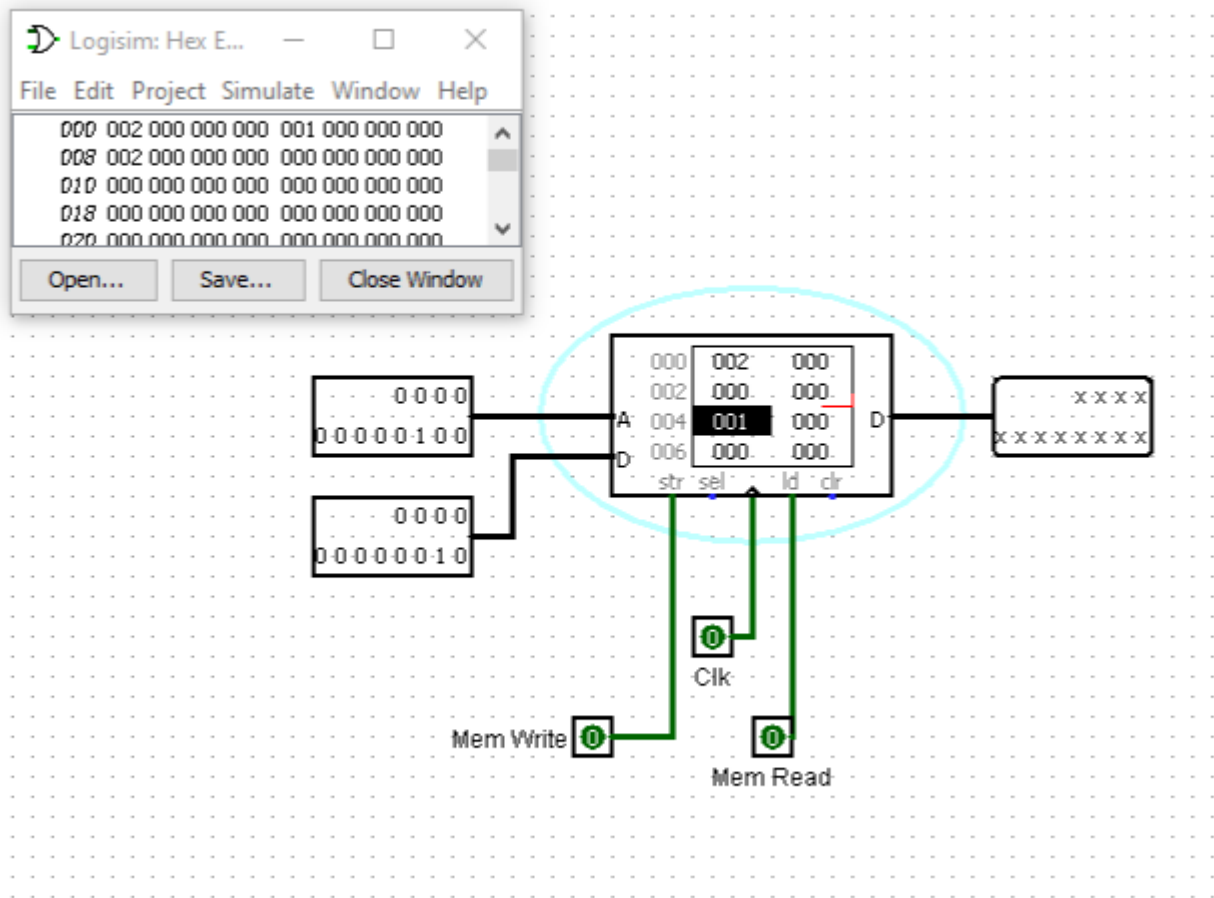 Logisim: Hex E...
File Edit Project Simulate Window Help
000 002 000 000 000 001 000 000 000
008 002 000 000 000 000 000 000 000
010 000 000 000 000 000 000 000 000
018 000 000 000 000 000 000 000 000
020 000 000 000 000 000 000 000 000
Open... Save... Close Window
0000
00000100
0000
00000010
A
D
000 002 000
002 000 000
004 001 000
006 000 000
D
str sel ld clr
xxxx
xxxxxxxx
0
Clk
Mem Write 0
0
Mem Read